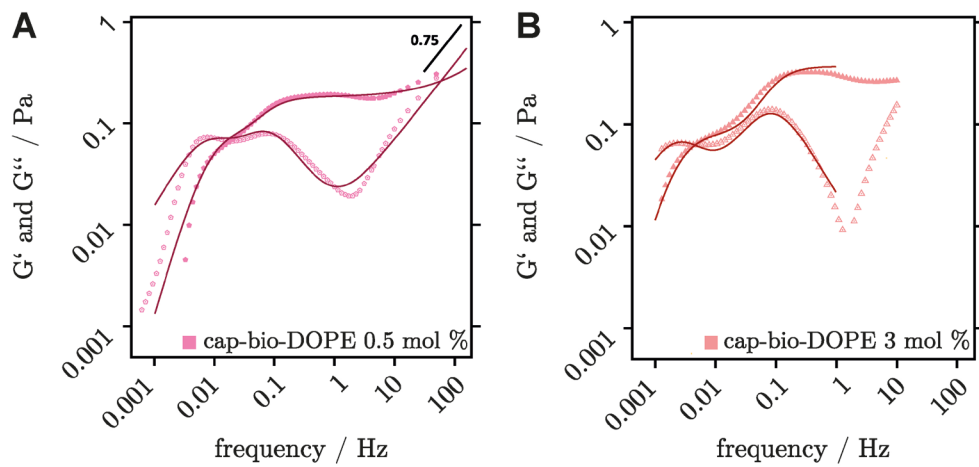 A
1
0.1
0.01
0.001
G‘ and G“ / Pa
0.75
cap-bio-DOPE 0.5 mol %
0.001
0.01
0.1
1
10
100
frequency / Hz
B
1
0.1
0.01
0.001
G‘ and G“ / Pa
cap-bio-DOPE 3 mol %
0.001
0.01
0.1
1
10
100
frequency / Hz